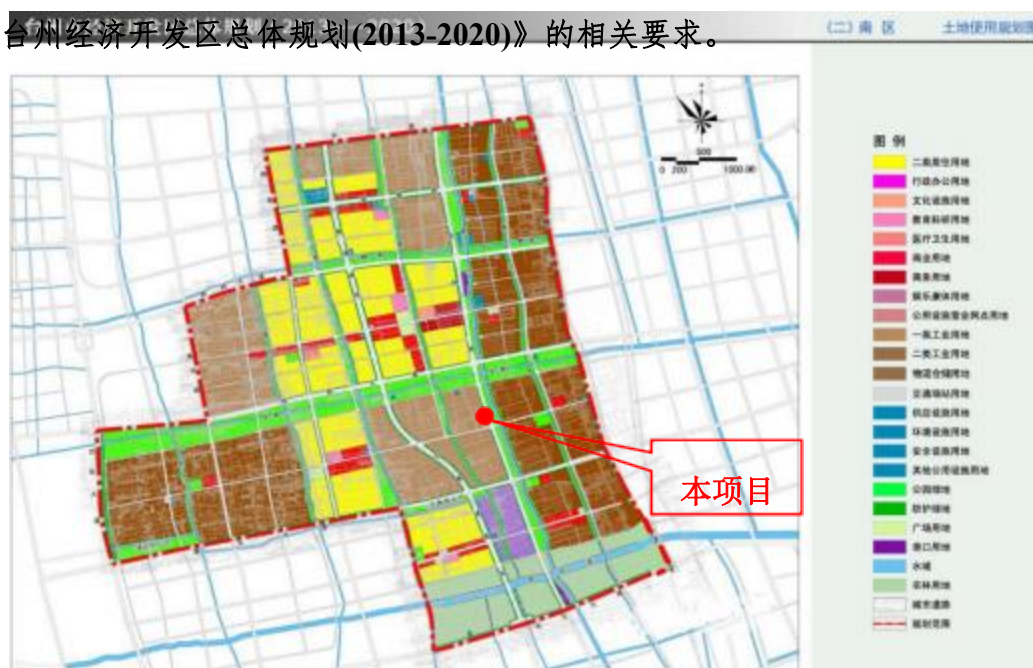 台州经济开发区总体规划(2013-2020)》的相关要求。
(二) 南 区
土地使用规划图
500
0 200 1000.00
图 例
二类居住用地
行政办公用地
文化设施用地
教育科研用地
医疗卫生用地
商业用地
商务用地
娱乐康体用地
公用设施营业网点用地
一类工业用地
二类工业用地
物流仓储用地
交通场站用地
供应设施用地
环境设施用地
安全设施用地
其他公用设施用地
公园绿地
防护绿地
广场用地
港口用地
水域
农林用地
城市道路
规划范围
本项目